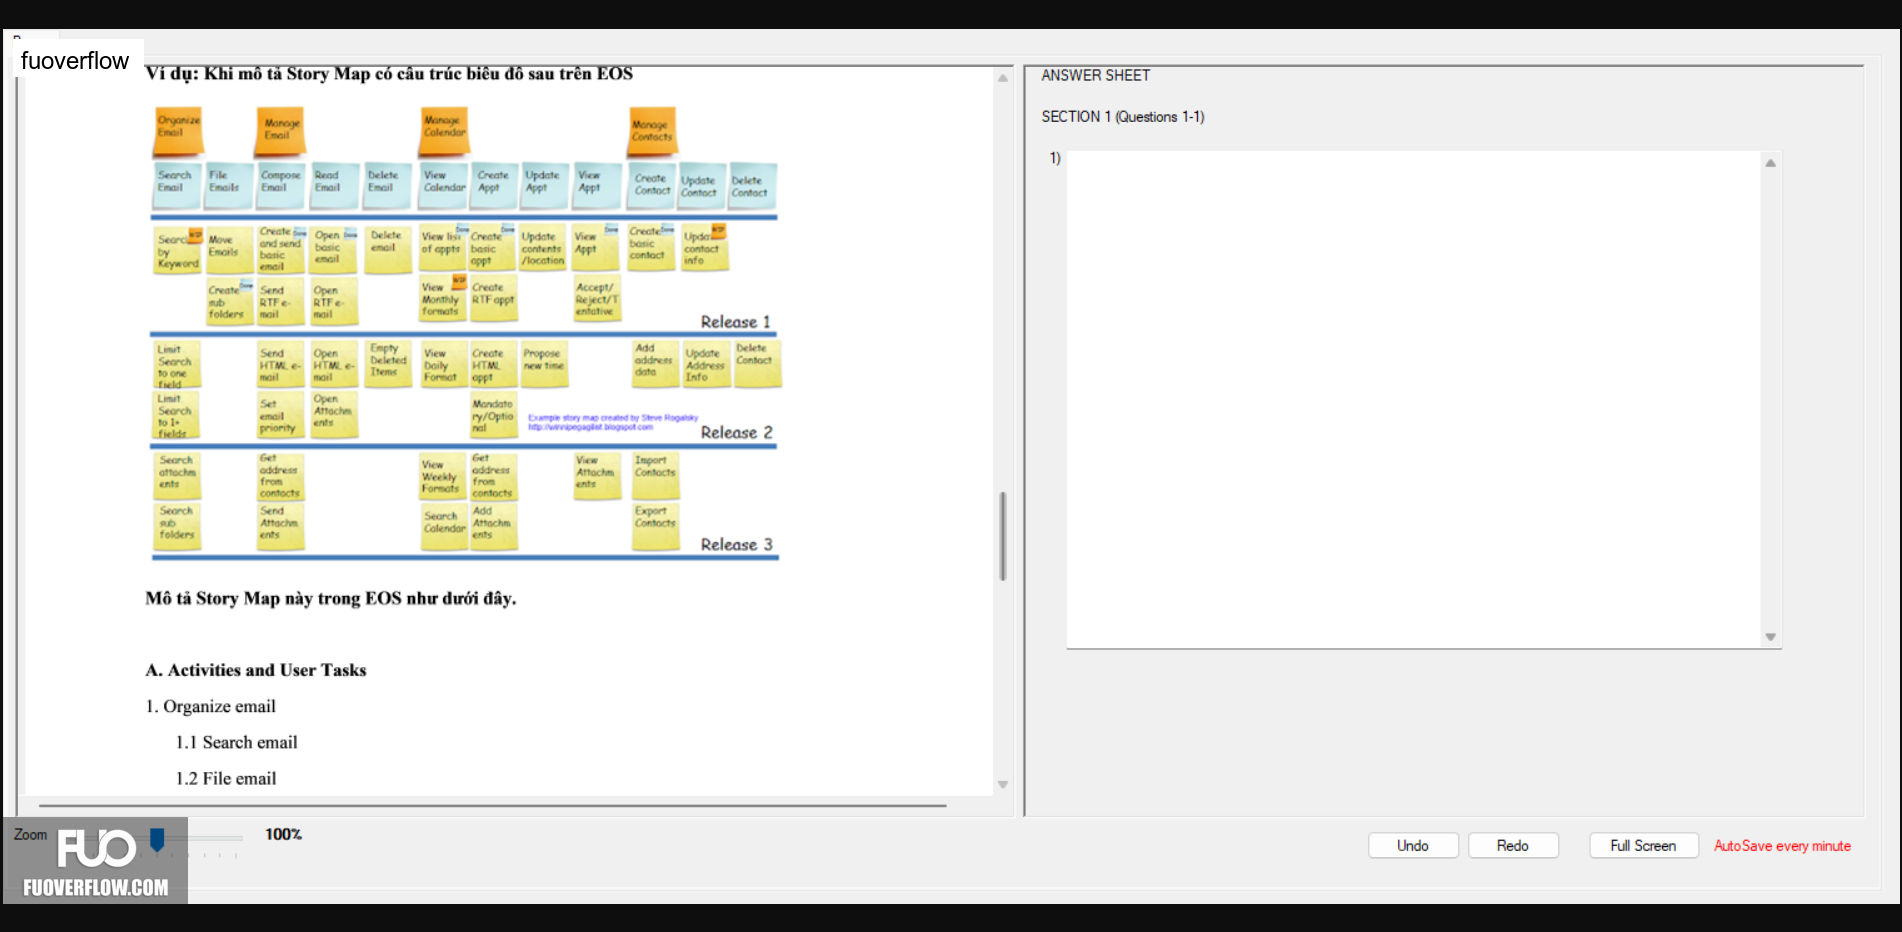 fuoverflow
Ví dụ: Khi mô tả Story Map có cấu trúc biểu đồ sau trên EOS
Organize Email
Manage Email
Manage Calendar
Manage Contacts
Search Email
File Emails
Compose Email
Read Email
Delete Email
View Calendar
Create Appt
Update Appt
View Appt
Create Contact
Update Contact
Delete Contact
Search by Keyword
WIP
Move Emails
Create and send basic email
Done
Open basic email
Done
Delete email
View list of appts
Done
Create basic appt
Done
Update contents /location
View Appt
Done
Create basic contact
Done
Update contact info
WIP
Create sub folders
Done
Send RTF e-mail
Open RTF e-mail
View Monthly formats
WIP
Create RTF appt
Accept/ Reject/T entative
Release 1
Limit Search to one field
Send HTML e-mail
Open HTML e-mail
Empty Deleted Items
View Daily Format
Create HTML appt
Propose new time
Add address data
Update Address Info
Delete Contact
Limit Search to 1+ fields
Set email priority
Open Attachm ents
Mandato ry/Optio nal
Example story map created by Steve Rogalsky
http://winnipegagilist.blogspot.com
Release 2
Search attachm ents
Get address from contacts
View Weekly Formats
Get address from contacts
View Attachm ents
Import Contacts
Search sub folders
Send Attachm ents
Search Calendar
Add Attachm ents
Export Contacts
Release 3
Mô tả Story Map này trong EOS như dưới đây.
A. Activities and User Tasks
1. Organize email
1.1 Search email
1.2 File email
ANSWER SHEET
SECTION 1 (Questions 1-1)
1)
Zoom
100%
FUO
FUOVERFLOW.COM
Undo
Redo
Full Screen
AutoSave every minute